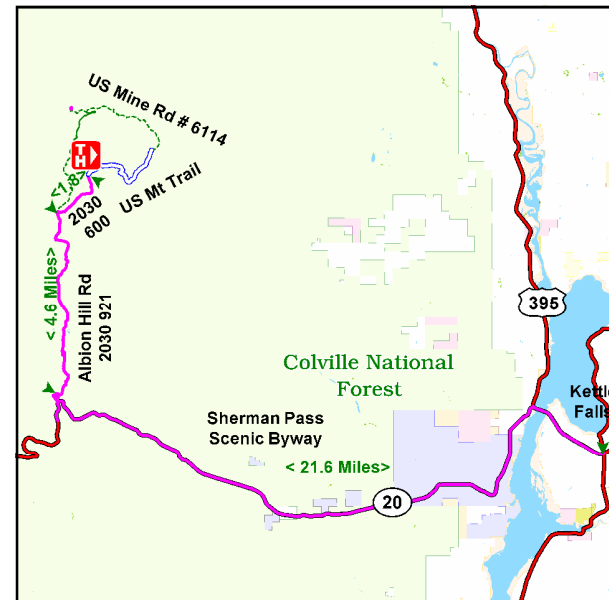 US Mine Rd # 6114
T
H
<1.8>
2030
600
US Mt Trail
< 4.6 Miles>
Albion Hill Rd
2030 921
395
Colville National
Forest
Kettle
Falls
Sherman Pass
Scenic Byway
< 21.6 Miles>
20